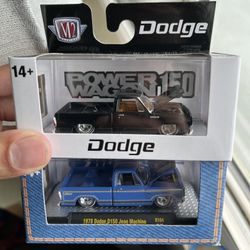 M2
Dodge
14+
POWER
WAGON 150
Dodge
1978 Dodge D150 Jean Machine